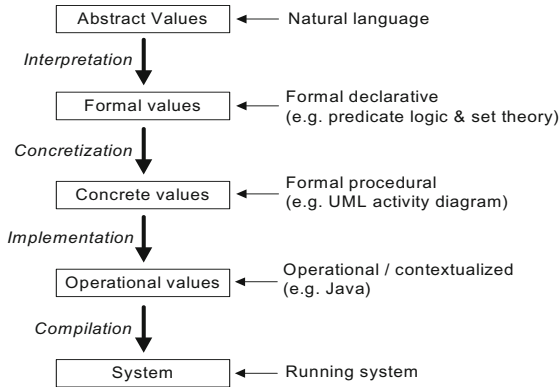 Abstract Values
Natural language
Interpretation
Formal values
Formal declarative
(e.g. predicate logic & set theory)
Concretization
Concrete values
Formal procedural
(e.g. UML activity diagram)
Implementation
Operational values
Operational / contextualized
(e.g. Java)
Compilation
System
Running system